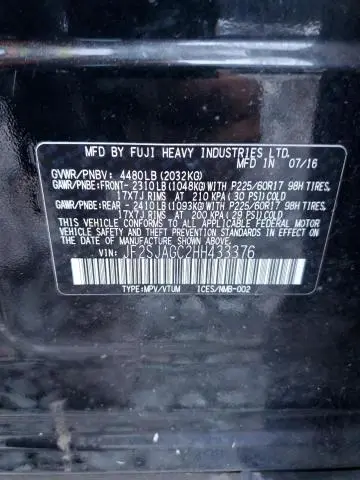 MFD BY FUJI HEAVY INDUSTRIES LTD.
MFD IN 07/16
GVWR/PNBV: 4480LB(2032KG)
GAWR/PNBE:FRONT-2310LB(1048KG)WITH P225/60R17 98H TIRES,
17X7J RIMS AT 210 KPA(30 PSI)COLD
GAWR/PNBE:REAR -2410LB(1093KG)WITH P225/60R17 98H TIRES,
17X7J RIMS AT 200 KPA(29 PSI)COLD
THIS VEHICLE CONFORMS TO ALL APPLICABLE FEDERAL MOTOR
VEHICLE SAFETY, BUMPER, AND THEFT PREVENTION STANDARDS IN
EFFECT ON THE DATE OF MANUFACTURE SHOWN ABOVE.
VIN: JF2SJAGC2HH433376
TYPE:MPV/VTUM ICES/NMB-002